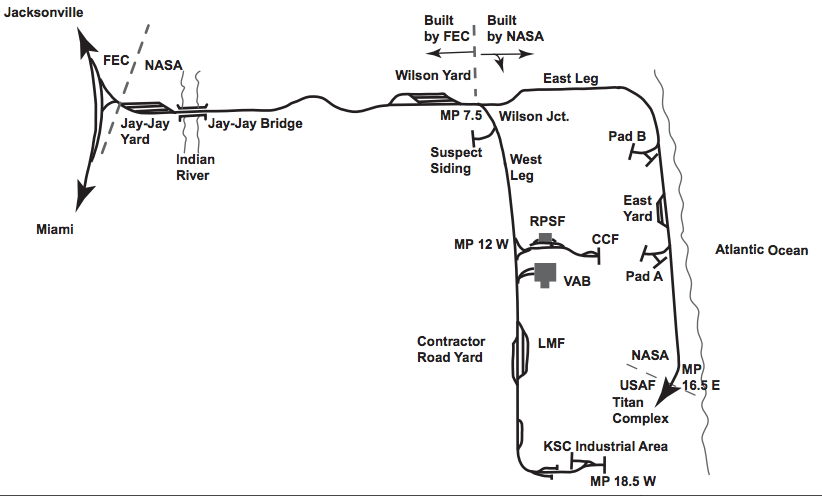 Jacksonville
Built
by FEC
Built
by NASA
FEC
NASA
Wilson Yard
East Leg
Jay-Jay
Yard
Jay-Jay Bridge
MP 7.5
Wilson Jct.
Pad B
Indian
River
Suspect
Siding
West
Leg
East
Yard
RPSF
Miami
MP 12 W
CCF
Atlantic Ocean
VAB
Pad A
Contractor
Road Yard
LMF
NASA
MP
16.5 E
USAF
Titan
Complex
KSC Industrial Area
MP 18.5 W